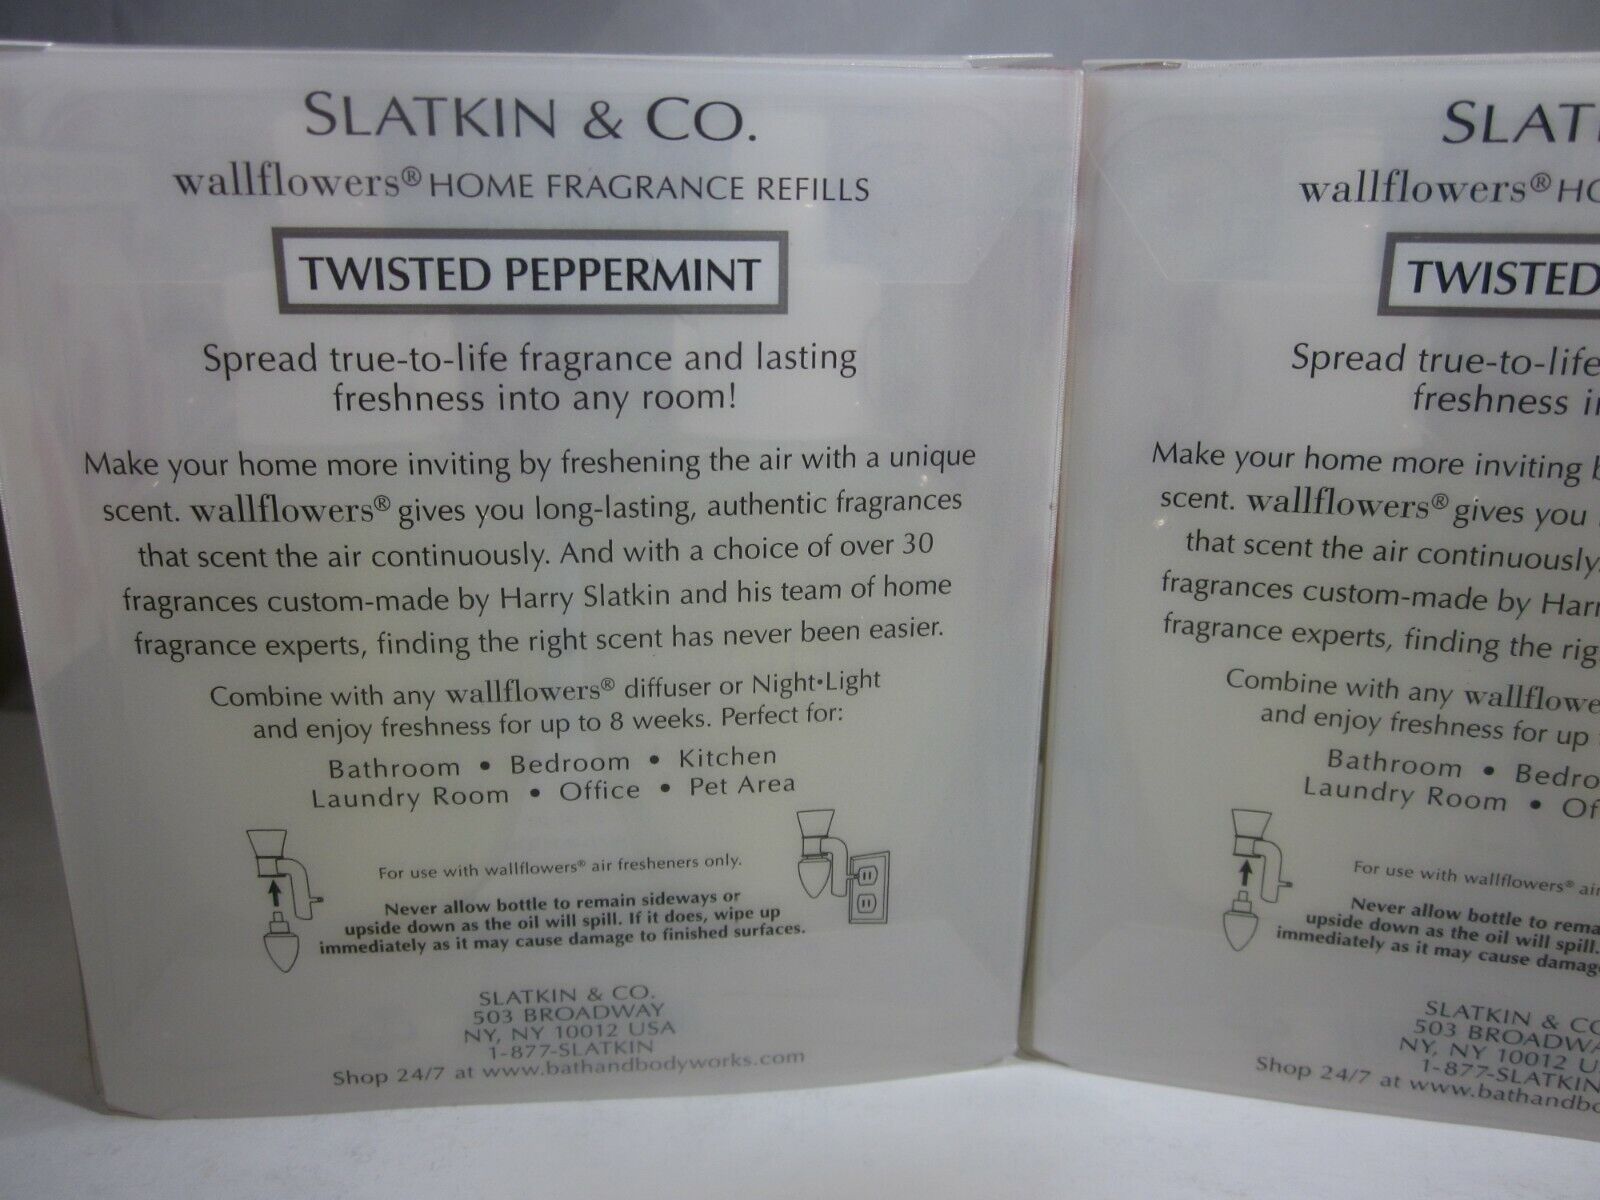 SLATKIN & CO.
wallflowers® HOME FRAGRANCE REFILLS
TWISTED PEPPERMINT
Spread true-to-life fragrance and lasting
freshness into any room!
Make your home more inviting by freshening the air with a unique
scent. wallflowers® gives you long-lasting, authentic fragrances
that scent the air continuously. And with a choice of over 30
fragrances custom-made by Harry Slatkin and his team of home
fragrance experts, finding the right scent has never been easier.
Combine with any wallflowers® diffuser or Night•Light
and enjoy freshness for up to 8 weeks. Perfect for:
Bathroom • Bedroom • Kitchen
Laundry Room • Office • Pet Area
For use with wallflowers® air fresheners only.
Never allow bottle to remain sideways or
upside down as the oil will spill. If it does, wipe up
immediately as it may cause damage to finished surfaces.
SLATKIN & CO.
503 BROADWAY
NY, NY 10012 USA
1-877-SLATKIN
Shop 24/7 at www.bathandbodyworks.com
SLAT
wallflowers® HO
TWISTED
Spread true-to-life
freshness i
Make your home more inviting b
scent. wallflowers® gives you
that scent the air continuously.
fragrances custom-made by Harr
fragrance experts, finding the rig
Combine with any wallflowe
and enjoy freshness for up
Bathroom • Bedro
Laundry Room • Of
For use with wallflowers® air
Never allow bottle to rema
upside down as the oil will spill.
immediately as it may cause damag
SLATKIN & CO
503 BROADWA
NY, NY 10012 U
1-877-SLATKIN
Shop 24/7 at www.bathandbo